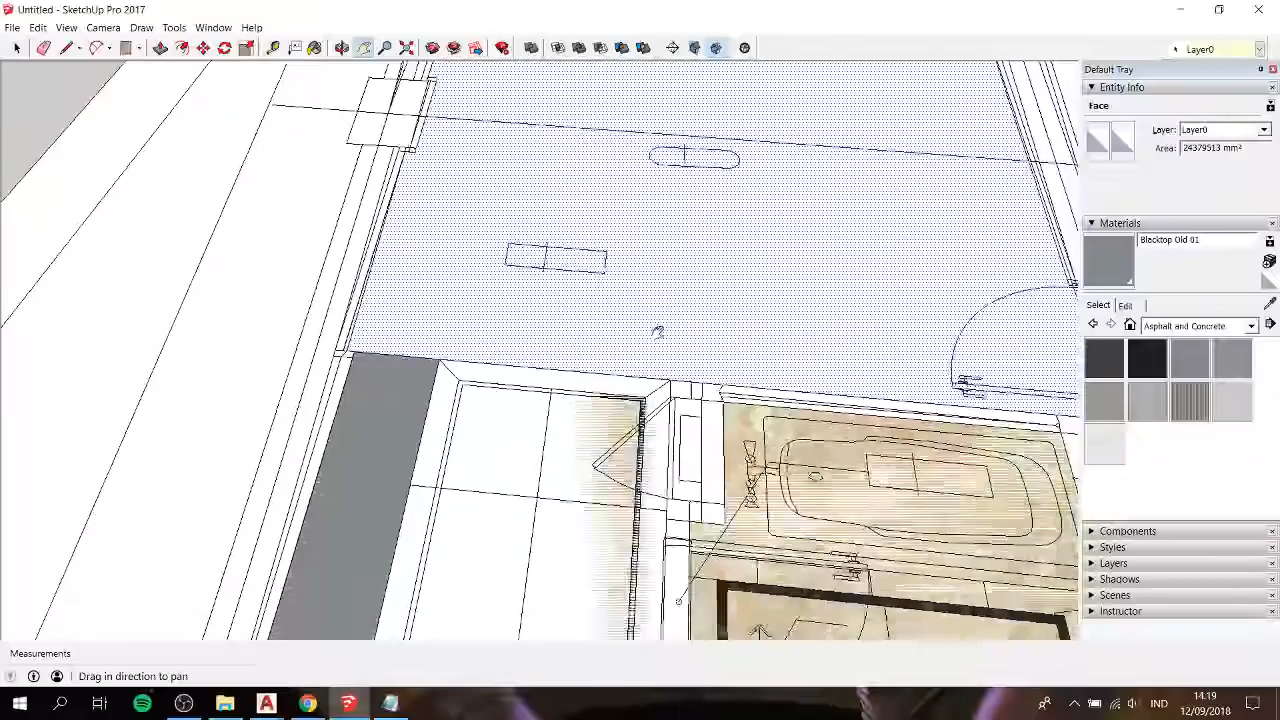 Untitled - SketchUp Pro 2017
File Edit View Camera Draw Tools Window Help
Layer0
Default Tray
Entity Info
Face
Layer: Layer0
Area: 24379513 mm²
Materials
Blacktop Old 01
Select Edit
Asphalt and Concrete
Components
Styles
Layers
Shadows
Scenes
Instructor
Measurements
Drag in direction to pan
IND
14.19
12/09/2018